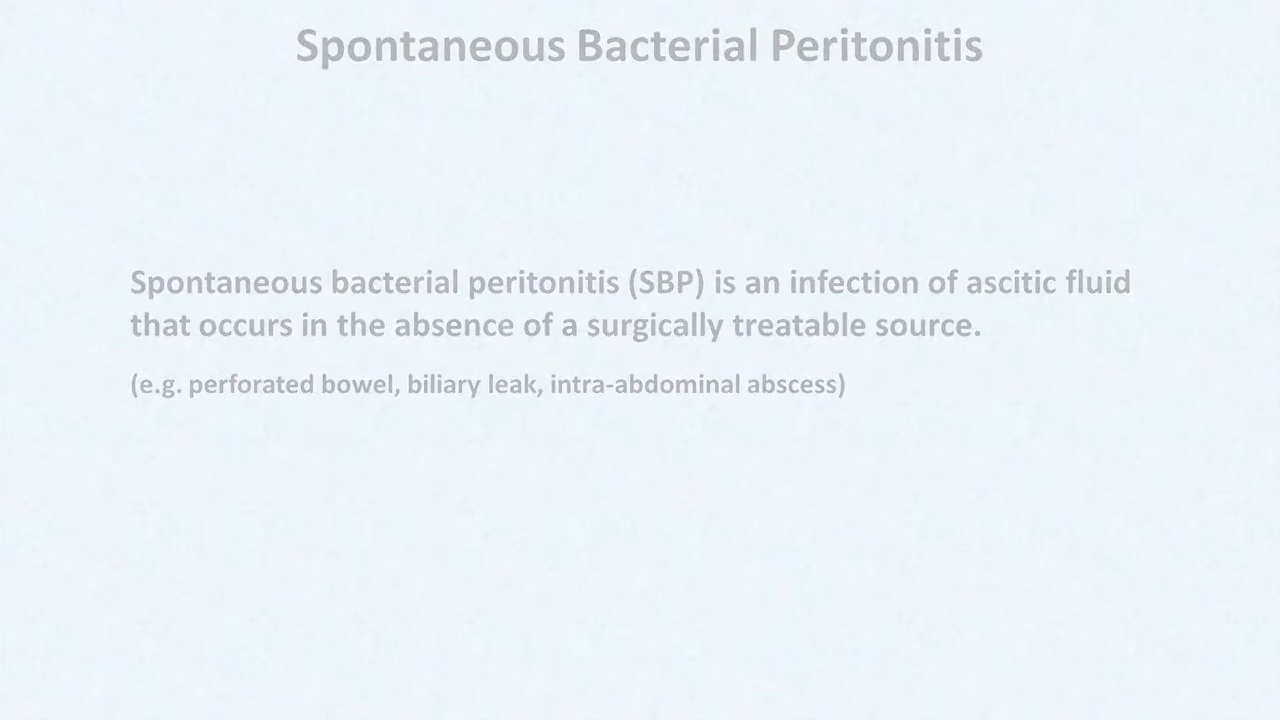 Spontaneous Bacterial Peritonitis
Spontaneous bacterial peritonitis (SBP) is an infection of ascitic fluid
that occurs in the absence of a surgically treatable source.
(e.g. perforated bowel, biliary leak, intra-abdominal abscess)